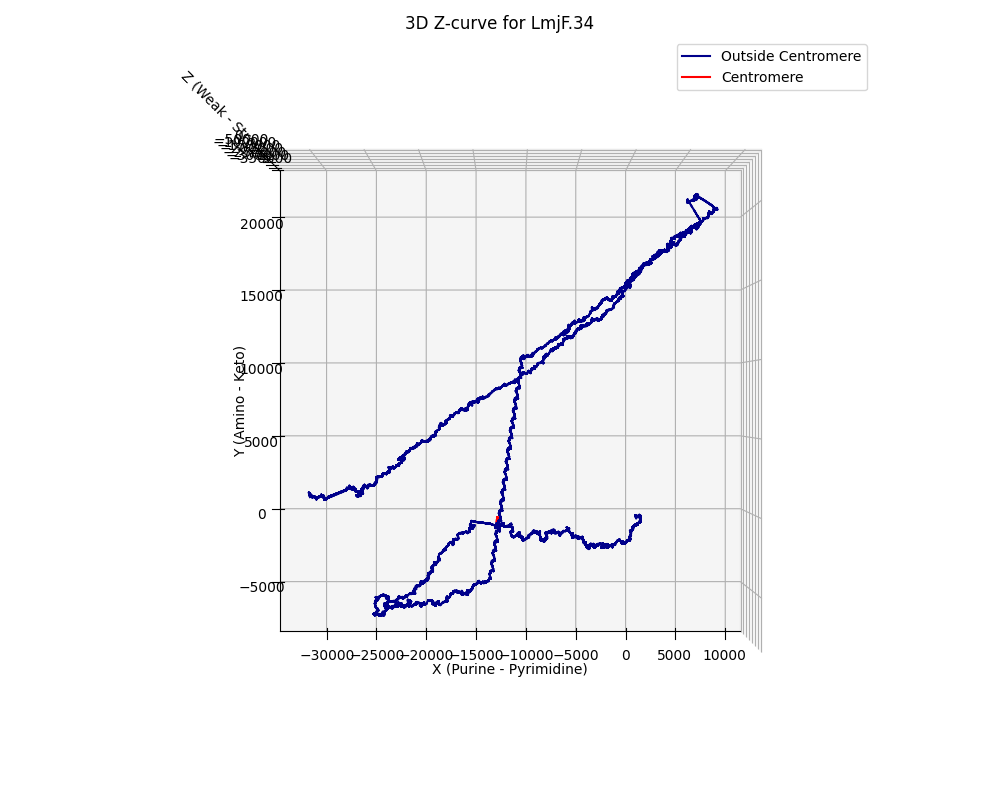 3D Z-curve for LmjF.34
Outside Centromere
Centromere
Z (Weak - St
20000
15000
10000
5000
0
−5000
Y (Amino - Keto)
−30000
−25000
−20000
−15000
−10000
−5000
0
5000
10000
X (Purine - Pyrimidine)